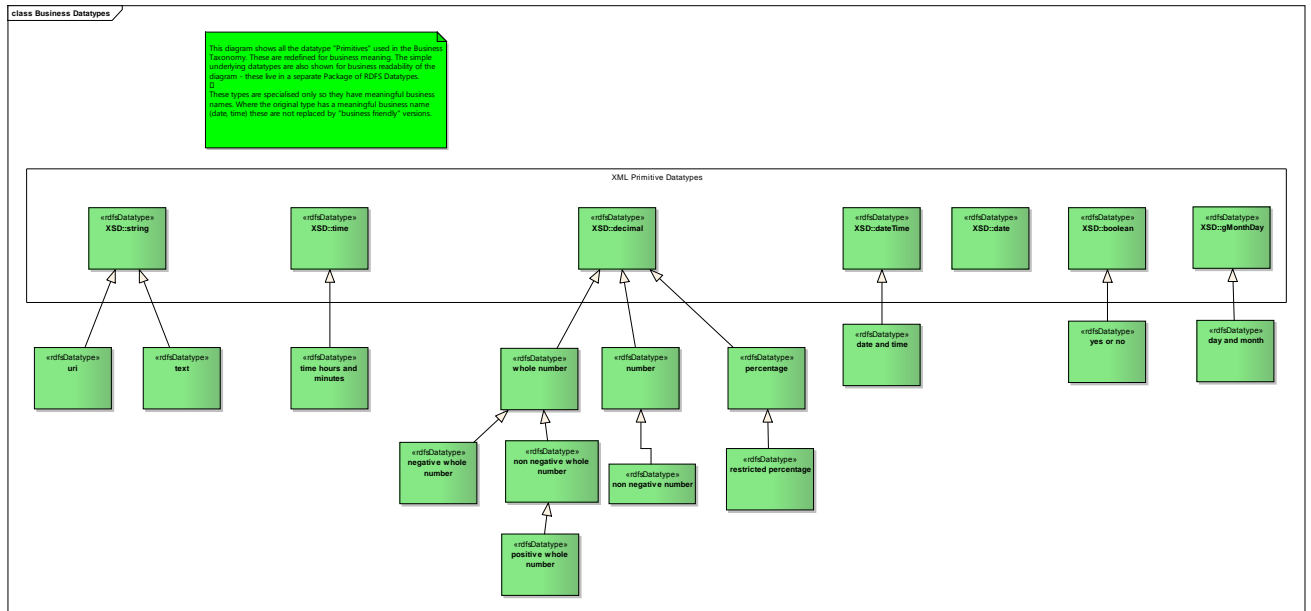 class Business Datatypes
This diagram shows all the datatype "Primitives" used in the Business
Taxonomy. These are redefined for business meaning. The simple
underlying datatypes are also shown for business readability of the
diagram - these live in a separate Package of RDFS Datatypes.
These types are specialised only so they have meaningful business
names. Where the original type has a meaningful business name
(date, time) these are not replaced by "business friendly" versions.
XML Primitive Datatypes
«rdfsDatatype»
XSD::string
«rdfsDatatype»
XSD::time
«rdfsDatatype»
XSD::decimal
«rdfsDatatype»
XSD::dateTime
«rdfsDatatype»
XSD::date
«rdfsDatatype»
XSD::boolean
«rdfsDatatype»
XSD::gMonthDay
«rdfsDatatype»
uri
«rdfsDatatype»
text
«rdfsDatatype»
time hours and
minutes
«rdfsDatatype»
whole number
«rdfsDatatype»
number
«rdfsDatatype»
percentage
«rdfsDatatype»
date and time
«rdfsDatatype»
yes or no
«rdfsDatatype»
day and month
«rdfsDatatype»
negative whole
number
«rdfsDatatype»
non negative whole
number
«rdfsDatatype»
non negative number
«rdfsDatatype»
restricted percentage
«rdfsDatatype»
positive whole
number